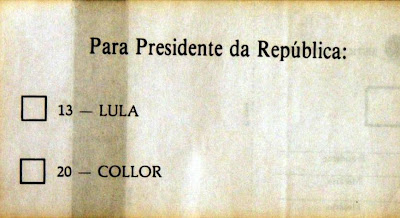 Para Presidente da República:
13 — LULA
20 — COLLOR